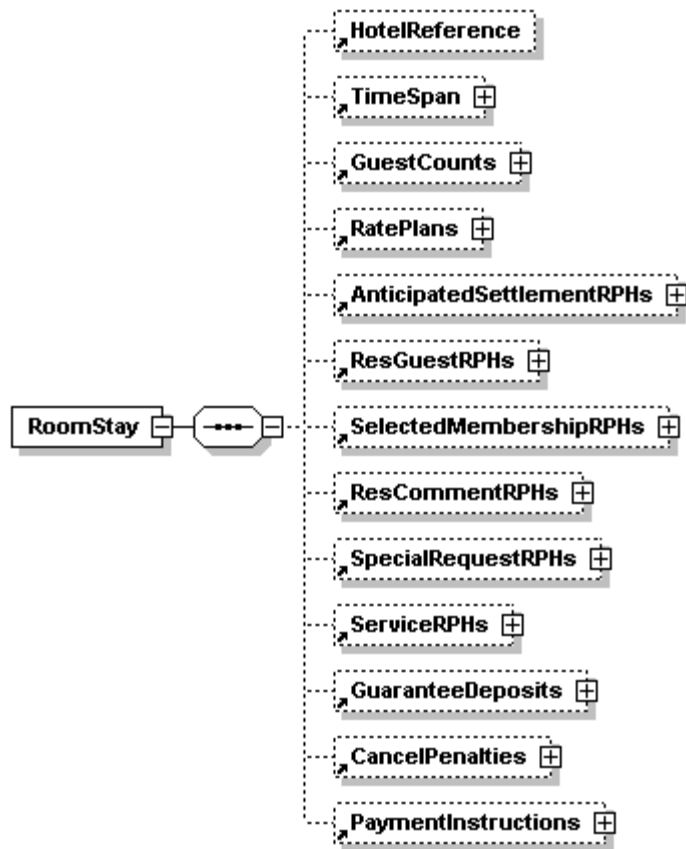 HotelReference
TimeSpan
GuestCounts
RatePlans
AnticipatedSettlementRPHs
ResGuestRPHs
RoomStay
SelectedMembershipRPHs
ResCommentRPHs
SpecialRequestRPHs
ServiceRPHs
GuaranteeDeposits
CancelPenalties
PaymentInstructions